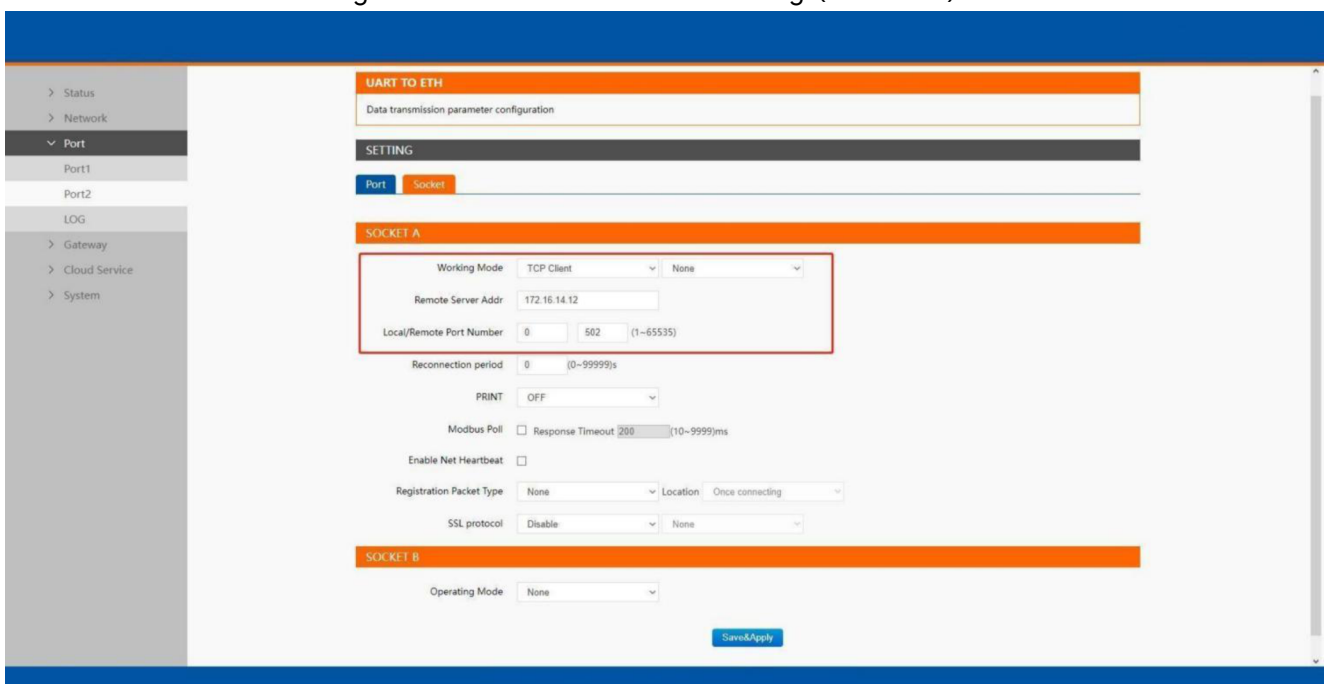 Status
Network
Port
Port1
Port2
LOG
Gateway
Cloud Service
System
UART TO ETH
Data transmission parameter configuration
SETTING
Port Socket
SOCKET A
Working Mode TCP Client None
Remote Server Addr 172.16.14.12
Local/Remote Port Number 0 502 (1~65535)
Reconnection period 0 (0~99999)s
PRINT OFF
Modbus Poll Response Timeout 200 (10~9999)ms
Enable Net Heartbeat
Registration Packet Type None Location Once connecting
SSL protocol Disable None
SOCKET B
Operating Mode None
Save&Apply